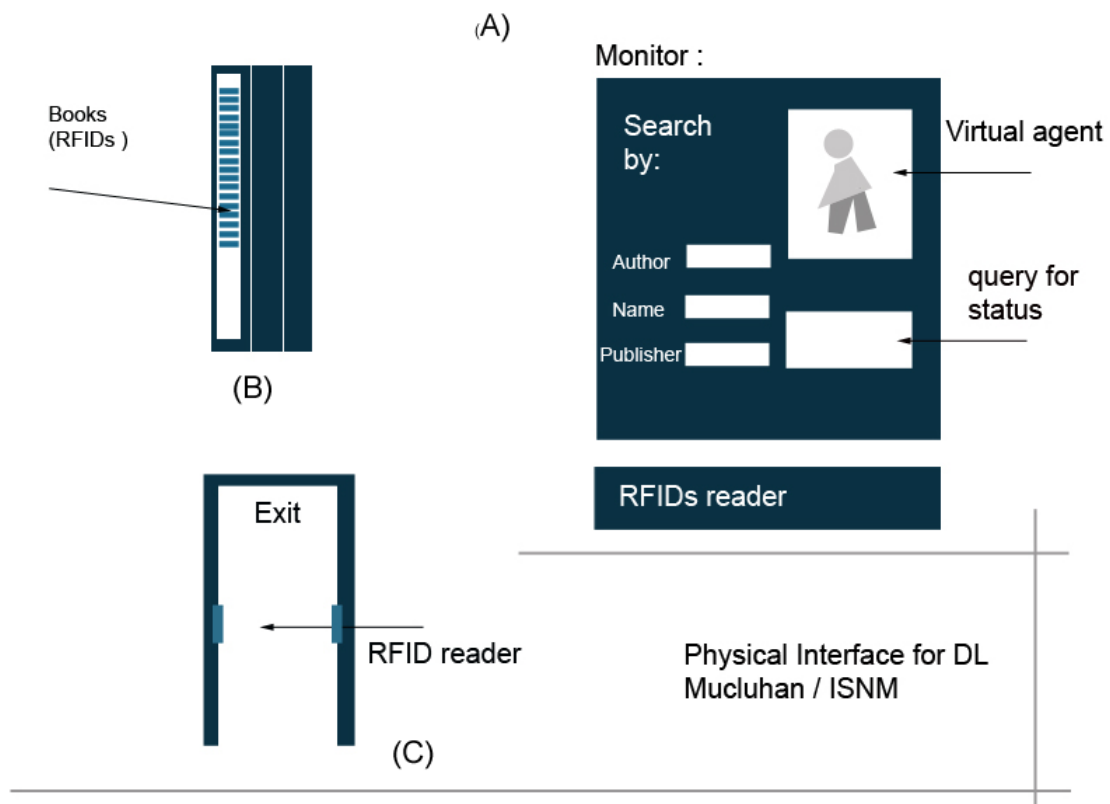 (A)
Monitor :
Books
(RFIDs )
Search
by:
Virtual agent
Author
Name
Publisher
query for
status
(B)
RFIDs reader
Exit
RFID reader
(C)
Physical Interface for DL
Mucluhan / ISNM